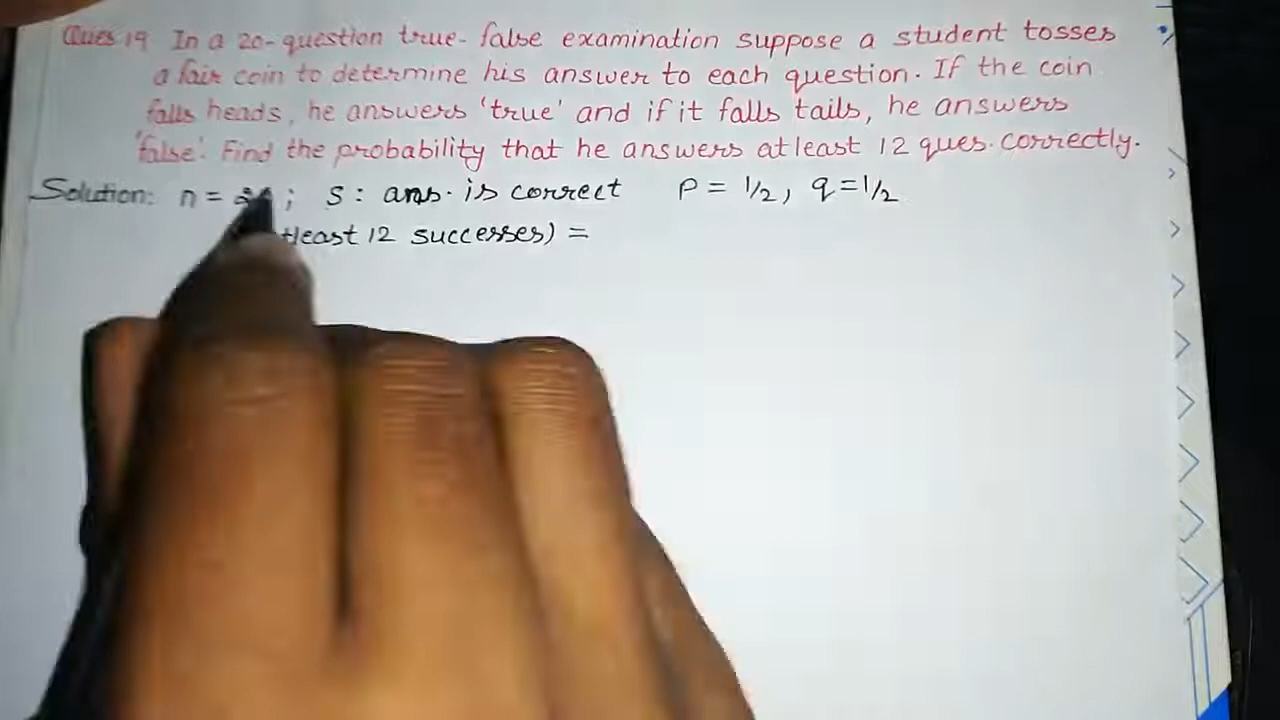 Ques 19 In a 20-question true-false examination suppose a student tosses
a fair coin to determine his answer to each question. If the coin
falls heads, he answers 'true' and if it falls tails, he answers
'false'. Find the probability that he answers atleast 12 ques. correctly.
Solution: n = ; S : ans. is correct P = 1/2, q = 1/2
12 successes) =